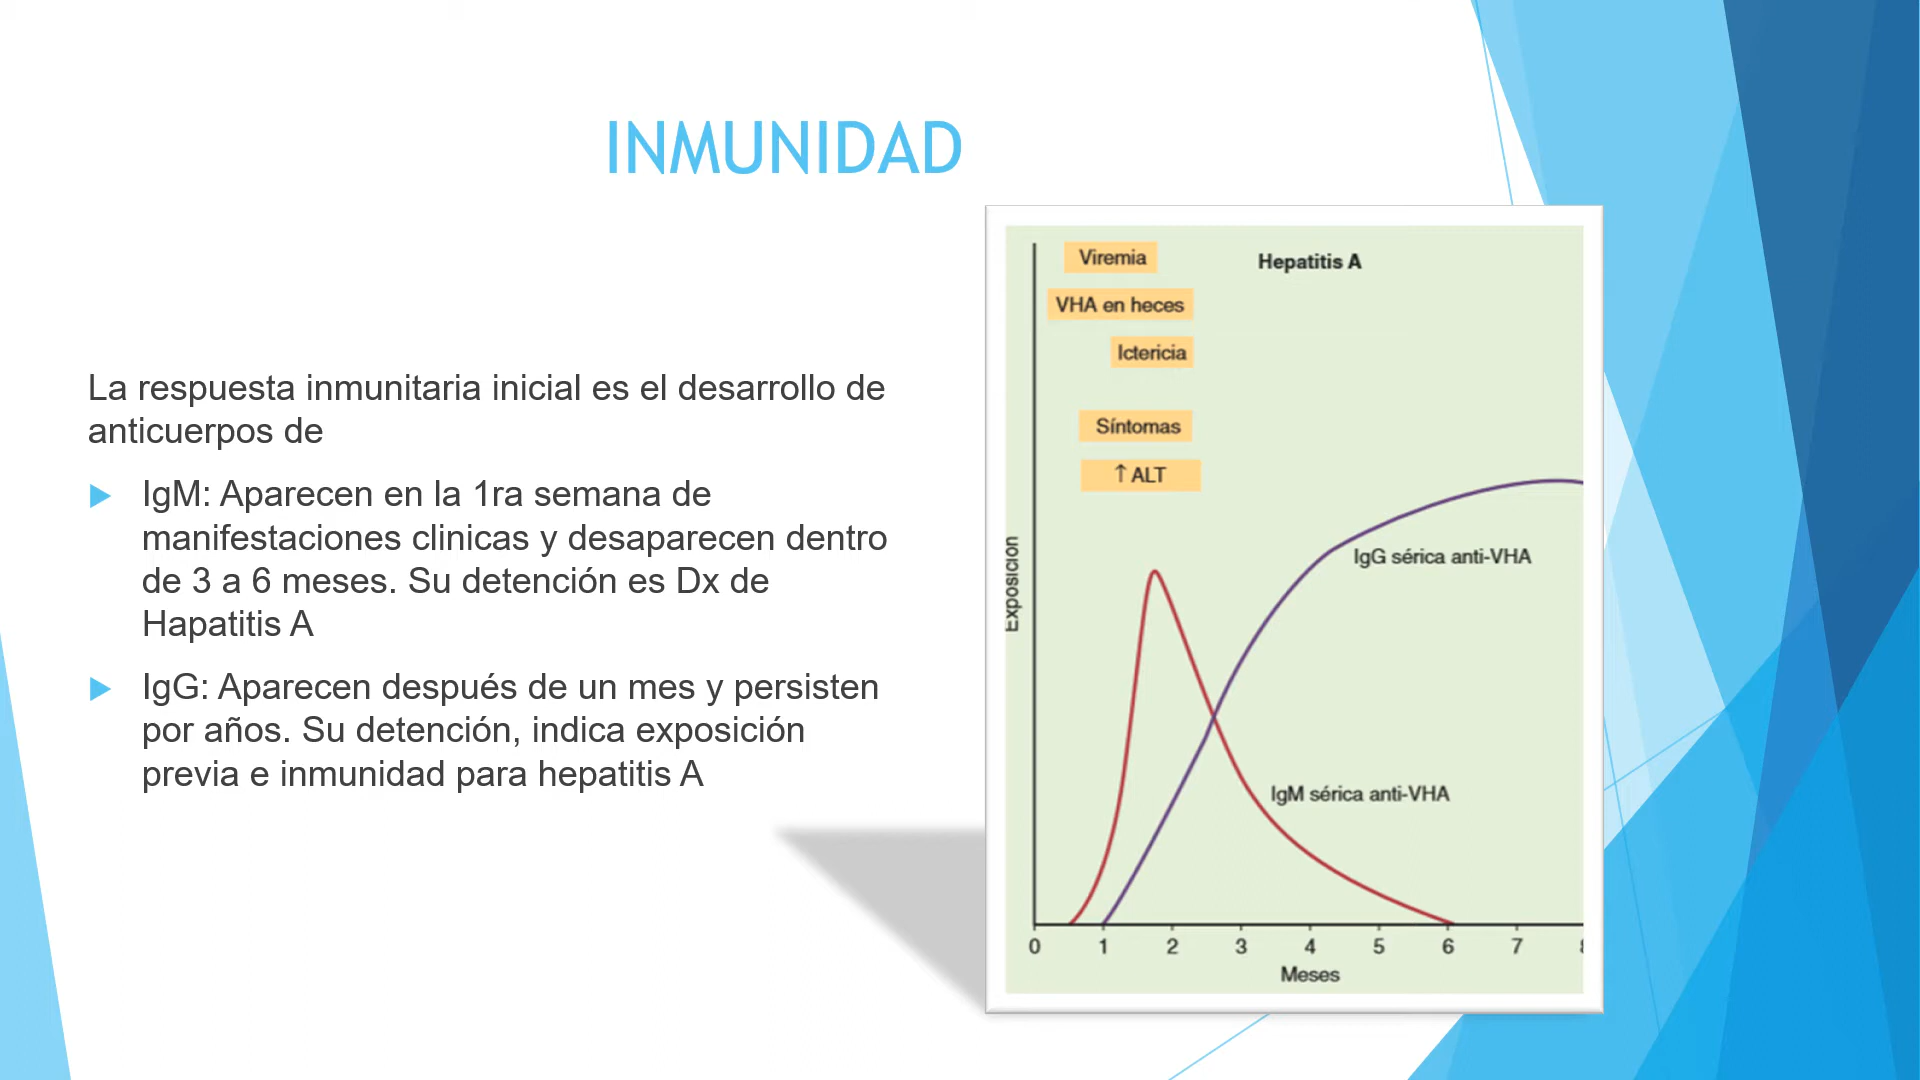 INMUNIDAD
La respuesta inmunitaria inicial es el desarrollo de
anticuerpos de
IgM: Aparecen en la 1ra semana de
manifestaciones clinicas y desaparecen dentro
de 3 a 6 meses. Su detención es Dx de
Hapatitis A
IgG: Aparecen después de un mes y persisten
por años. Su detención, indica exposición
previa e inmunidad para hepatitis A
Hepatitis A
Viremia
VHA en heces
Ictericia
Síntomas
↑ ALT
Exposición
IgG sérica anti-VHA
IgM sérica anti-VHA
0 1 2 3 4 5 6 7
Meses